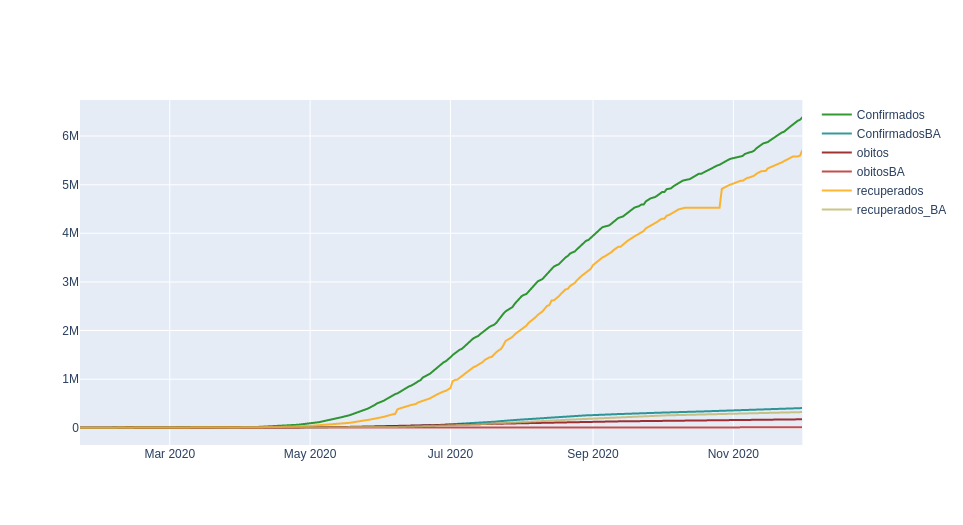 6M
5M
4M
3M
2M
1M
0
Mar 2020
May 2020
Jul 2020
Sep 2020
Nov 2020
Confirmados
ConfirmadosBA
obitos
obitosBA
recuperados
recuperados_BA